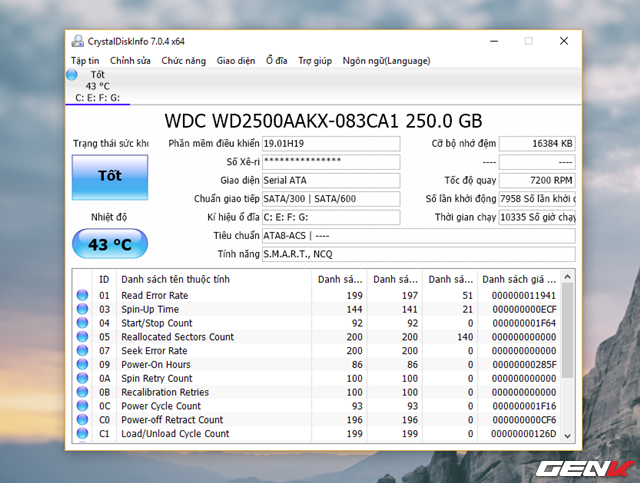 CrystalDiskInfo 7.0.4 x64
Tập tin Chỉnh sửa Chức năng Giao diện Ổ đĩa Trợ giúp Ngôn ngữ(Language)
Tốt
43 °C
C: E: F: G:
WDC WD2500AAKX-083CA1 250.0 GB
Trạng thái sức khỏ
Tốt
Nhiệt độ
43 °C
Phần mềm điều khiển 19.01H19 Cỡ bộ nhớ đệm 16384 KB
Số Xê-ri *************** ---- ----
Giao diện Serial ATA Tốc độ quay 7200 RPM
Chuẩn giao tiếp SATA/300 | SATA/600 Số lần khởi động 7958 Số lần khởi đ
Kí hiệu ổ đĩa C: E: F: G: Thời gian chạy 10335 Số giờ chạy
Tiêu chuẩn ATA8-ACS | ----
Tính năng S.M.A.R.T., NCQ
ID Danh sách tên thuộc tính Danh sá... Danh sá... Danh sá... Danh sách giá ...
01 Read Error Rate 199 197 51 000000011941
03 Spin-Up Time 144 141 21 000000000ECF
04 Start/Stop Count 92 92 0 000000001F64
05 Reallocated Sectors Count 200 200 140 000000000000
07 Seek Error Rate 200 200 0 000000000000
09 Power-On Hours 86 86 0 00000000285F
0A Spin Retry Count 100 100 0 000000000000
0B Recalibration Retries 100 100 0 000000000000
0C Power Cycle Count 93 93 0 000000001F16
C0 Power-off Retract Count 196 196 0 000000000CF6
C1 Load/Unload Cycle Count 199 199 0 00000000126D
GENK